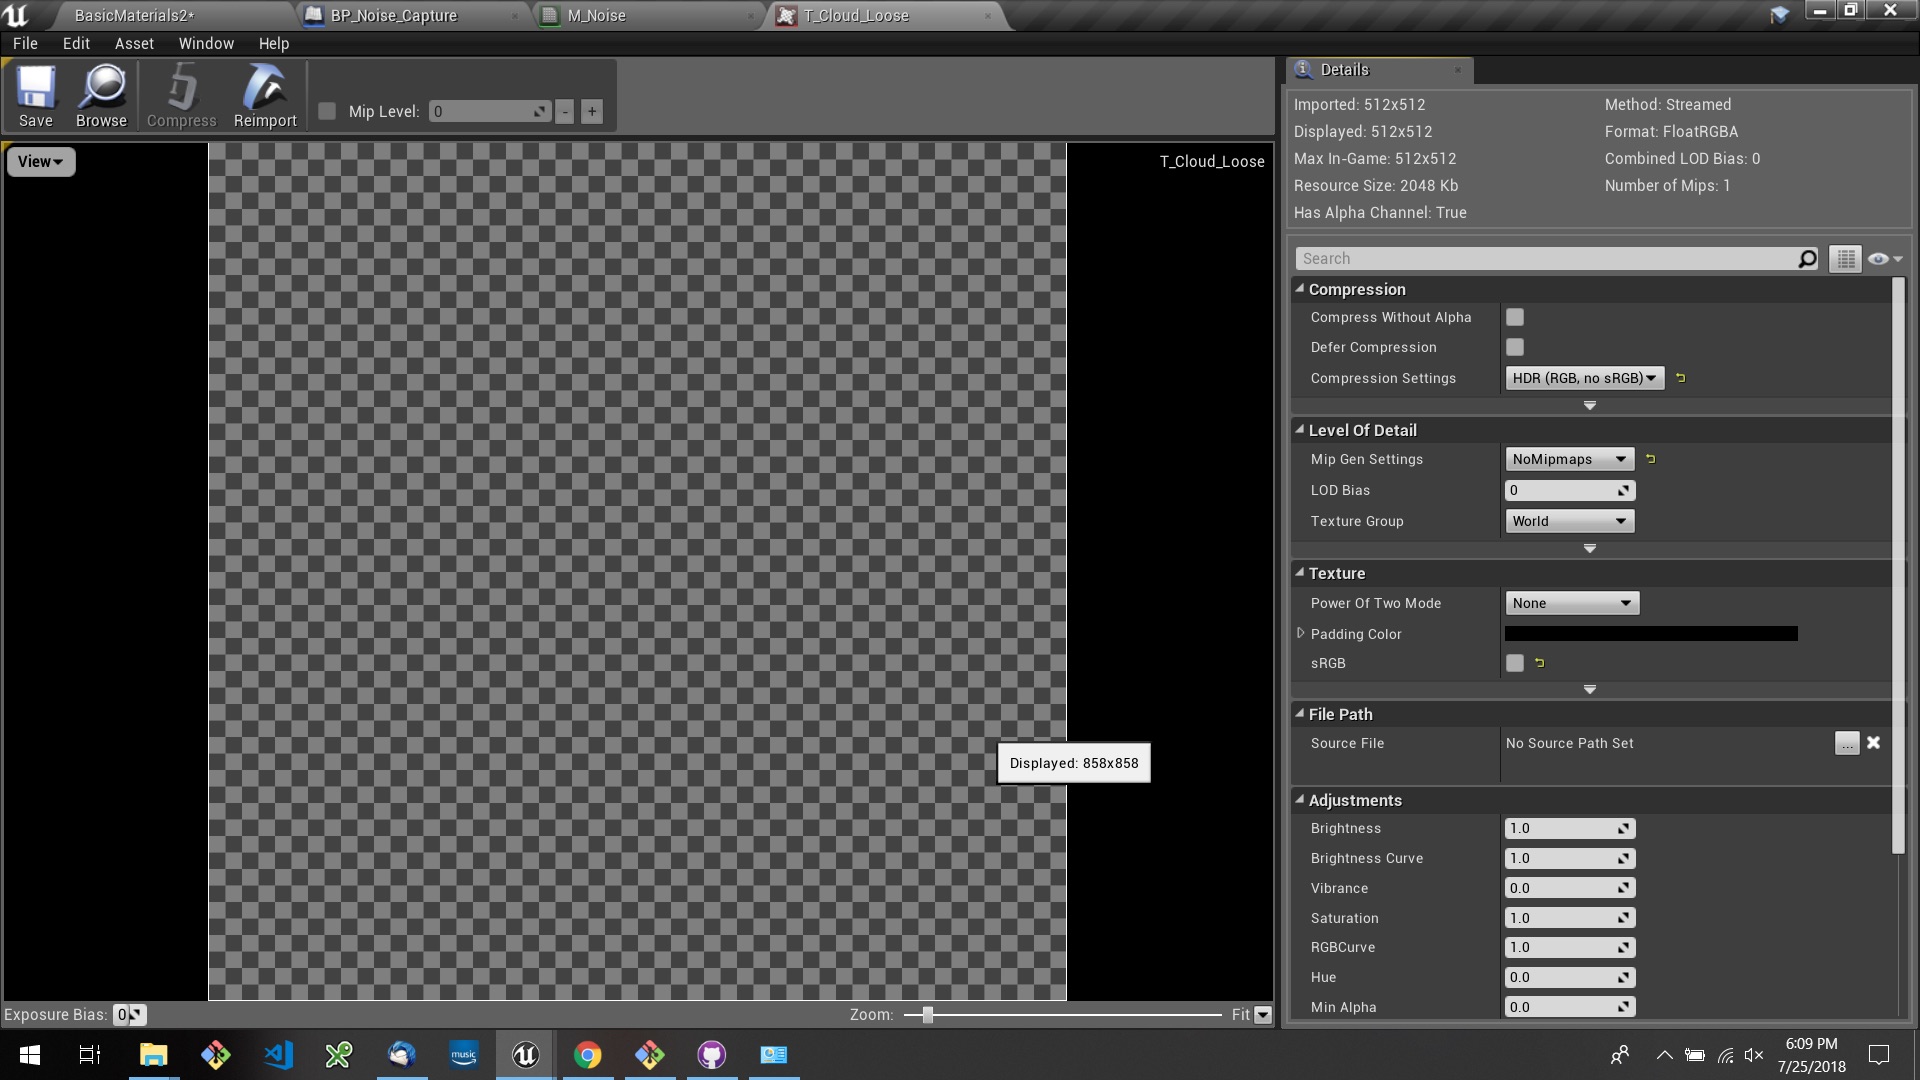 BasicMaterials2*
BP_Noise_Capture
M_Noise
T_Cloud_Loose
File Edit Asset Window Help
Save Browse Compress Reimport
Mip Level: 0 - +
View
T_Cloud_Loose
Displayed: 858x858
Exposure Bias: 0
Zoom: Fit
Details
Imported: 512x512 Method: Streamed
Displayed: 512x512 Format: FloatRGBA
Max In-Game: 512x512 Combined LOD Bias: 0
Resource Size: 2048 Kb Number of Mips: 1
Has Alpha Channel: True
Search
Compression
Compress Without Alpha
Defer Compression
Compression Settings HDR (RGB, no sRGB)
Level Of Detail
Mip Gen Settings NoMipmaps
LOD Bias 0
Texture Group World
Texture
Power Of Two Mode None
Padding Color
sRGB
File Path
Source File No Source Path Set ...
Adjustments
Brightness 1.0
Brightness Curve 1.0
Vibrance 0.0
Saturation 1.0
RGBCurve 1.0
Hue 0.0
Min Alpha 0.0
music
6:09 PM
7/25/2018